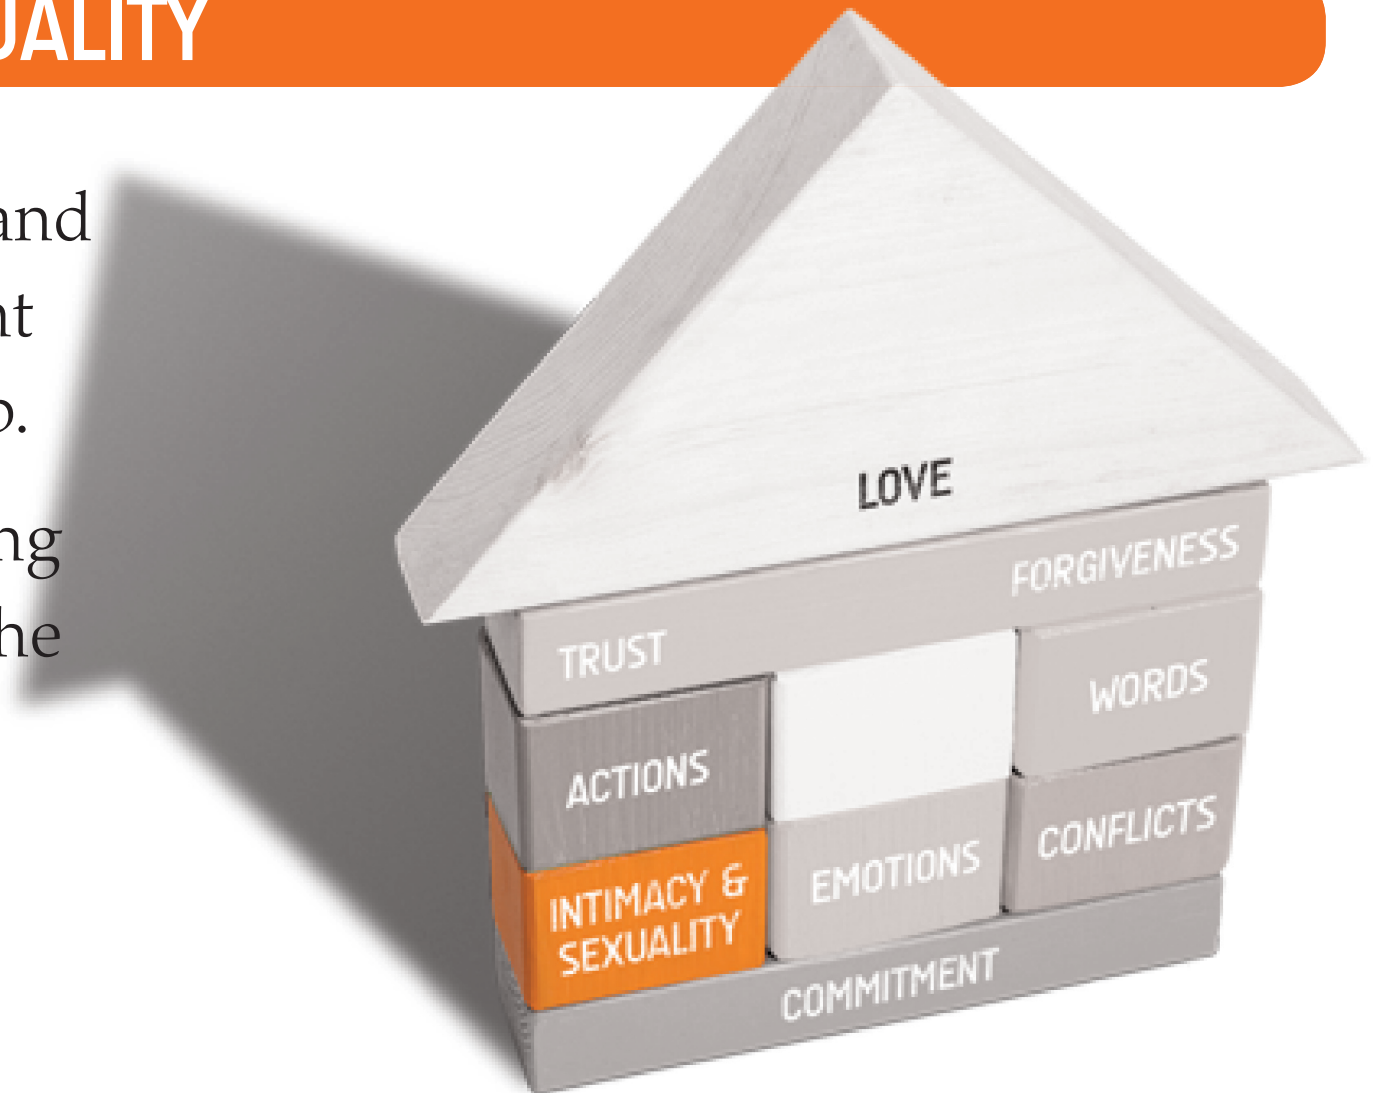 UALITY
and
nt
p.
ng
he
LOVE
FORGIVENESS
TRUST
WORDS
ACTIONS
CONFLICTS
EMOTIONS
INTIMACY &
SEXUALITY
COMMITMENT